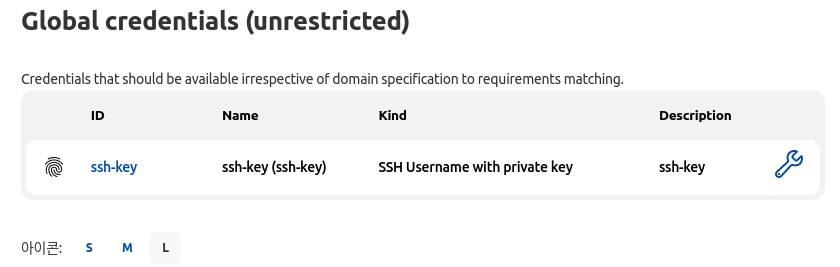 Global credentials (unrestricted)
Credentials that should be available irrespective of domain specification to requirements matching.
ID Name Kind Description
ssh-key ssh-key (ssh-key) SSH Username with private key ssh-key
아이콘: S M L